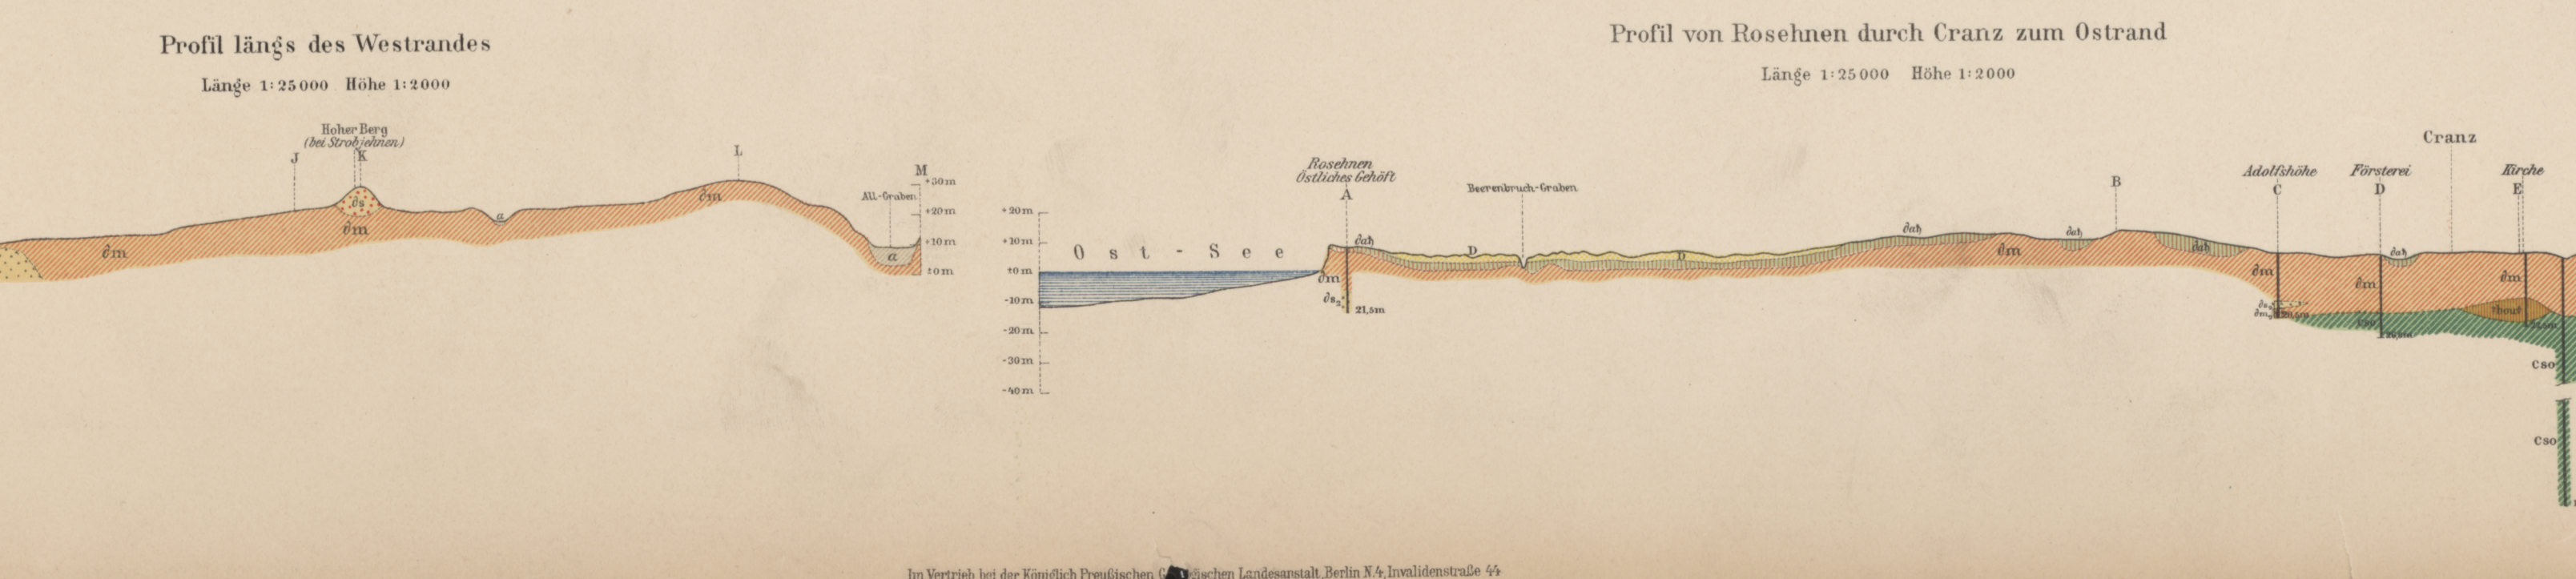 Profil längs des Westrandes
Länge 1:25000 Höhe 1:2000
Hoher Berg
(bei Strobjehnen)
J
K
L
M
+30m
All-Graben
+20m
+10m
±0m
∂s
∂m
∂m
a
∂m
a
Profil von Rosehnen durch Cranz zum Ostrand
Länge 1:25000 Höhe 1:2000
Cranz
Rosehnen
Östliches Gehöft
A
Beerenbruch-Graben
B
Adolfshöhe
C
Försterei
D
Kirche
E
+20m
+10m
±0m
-10m
-20m
-30m
-40m
Ost-See
∂ah
D
D
∂ah
∂m
∂ah
∂ah
∂ah
∂m
∂s
21,5m
∂m
∂m
∂m
Cso
Cso
Im Vertrieb bei der Königlich Preußischen Landesanstalt, Berlin N.4, Invalidenstraße 44